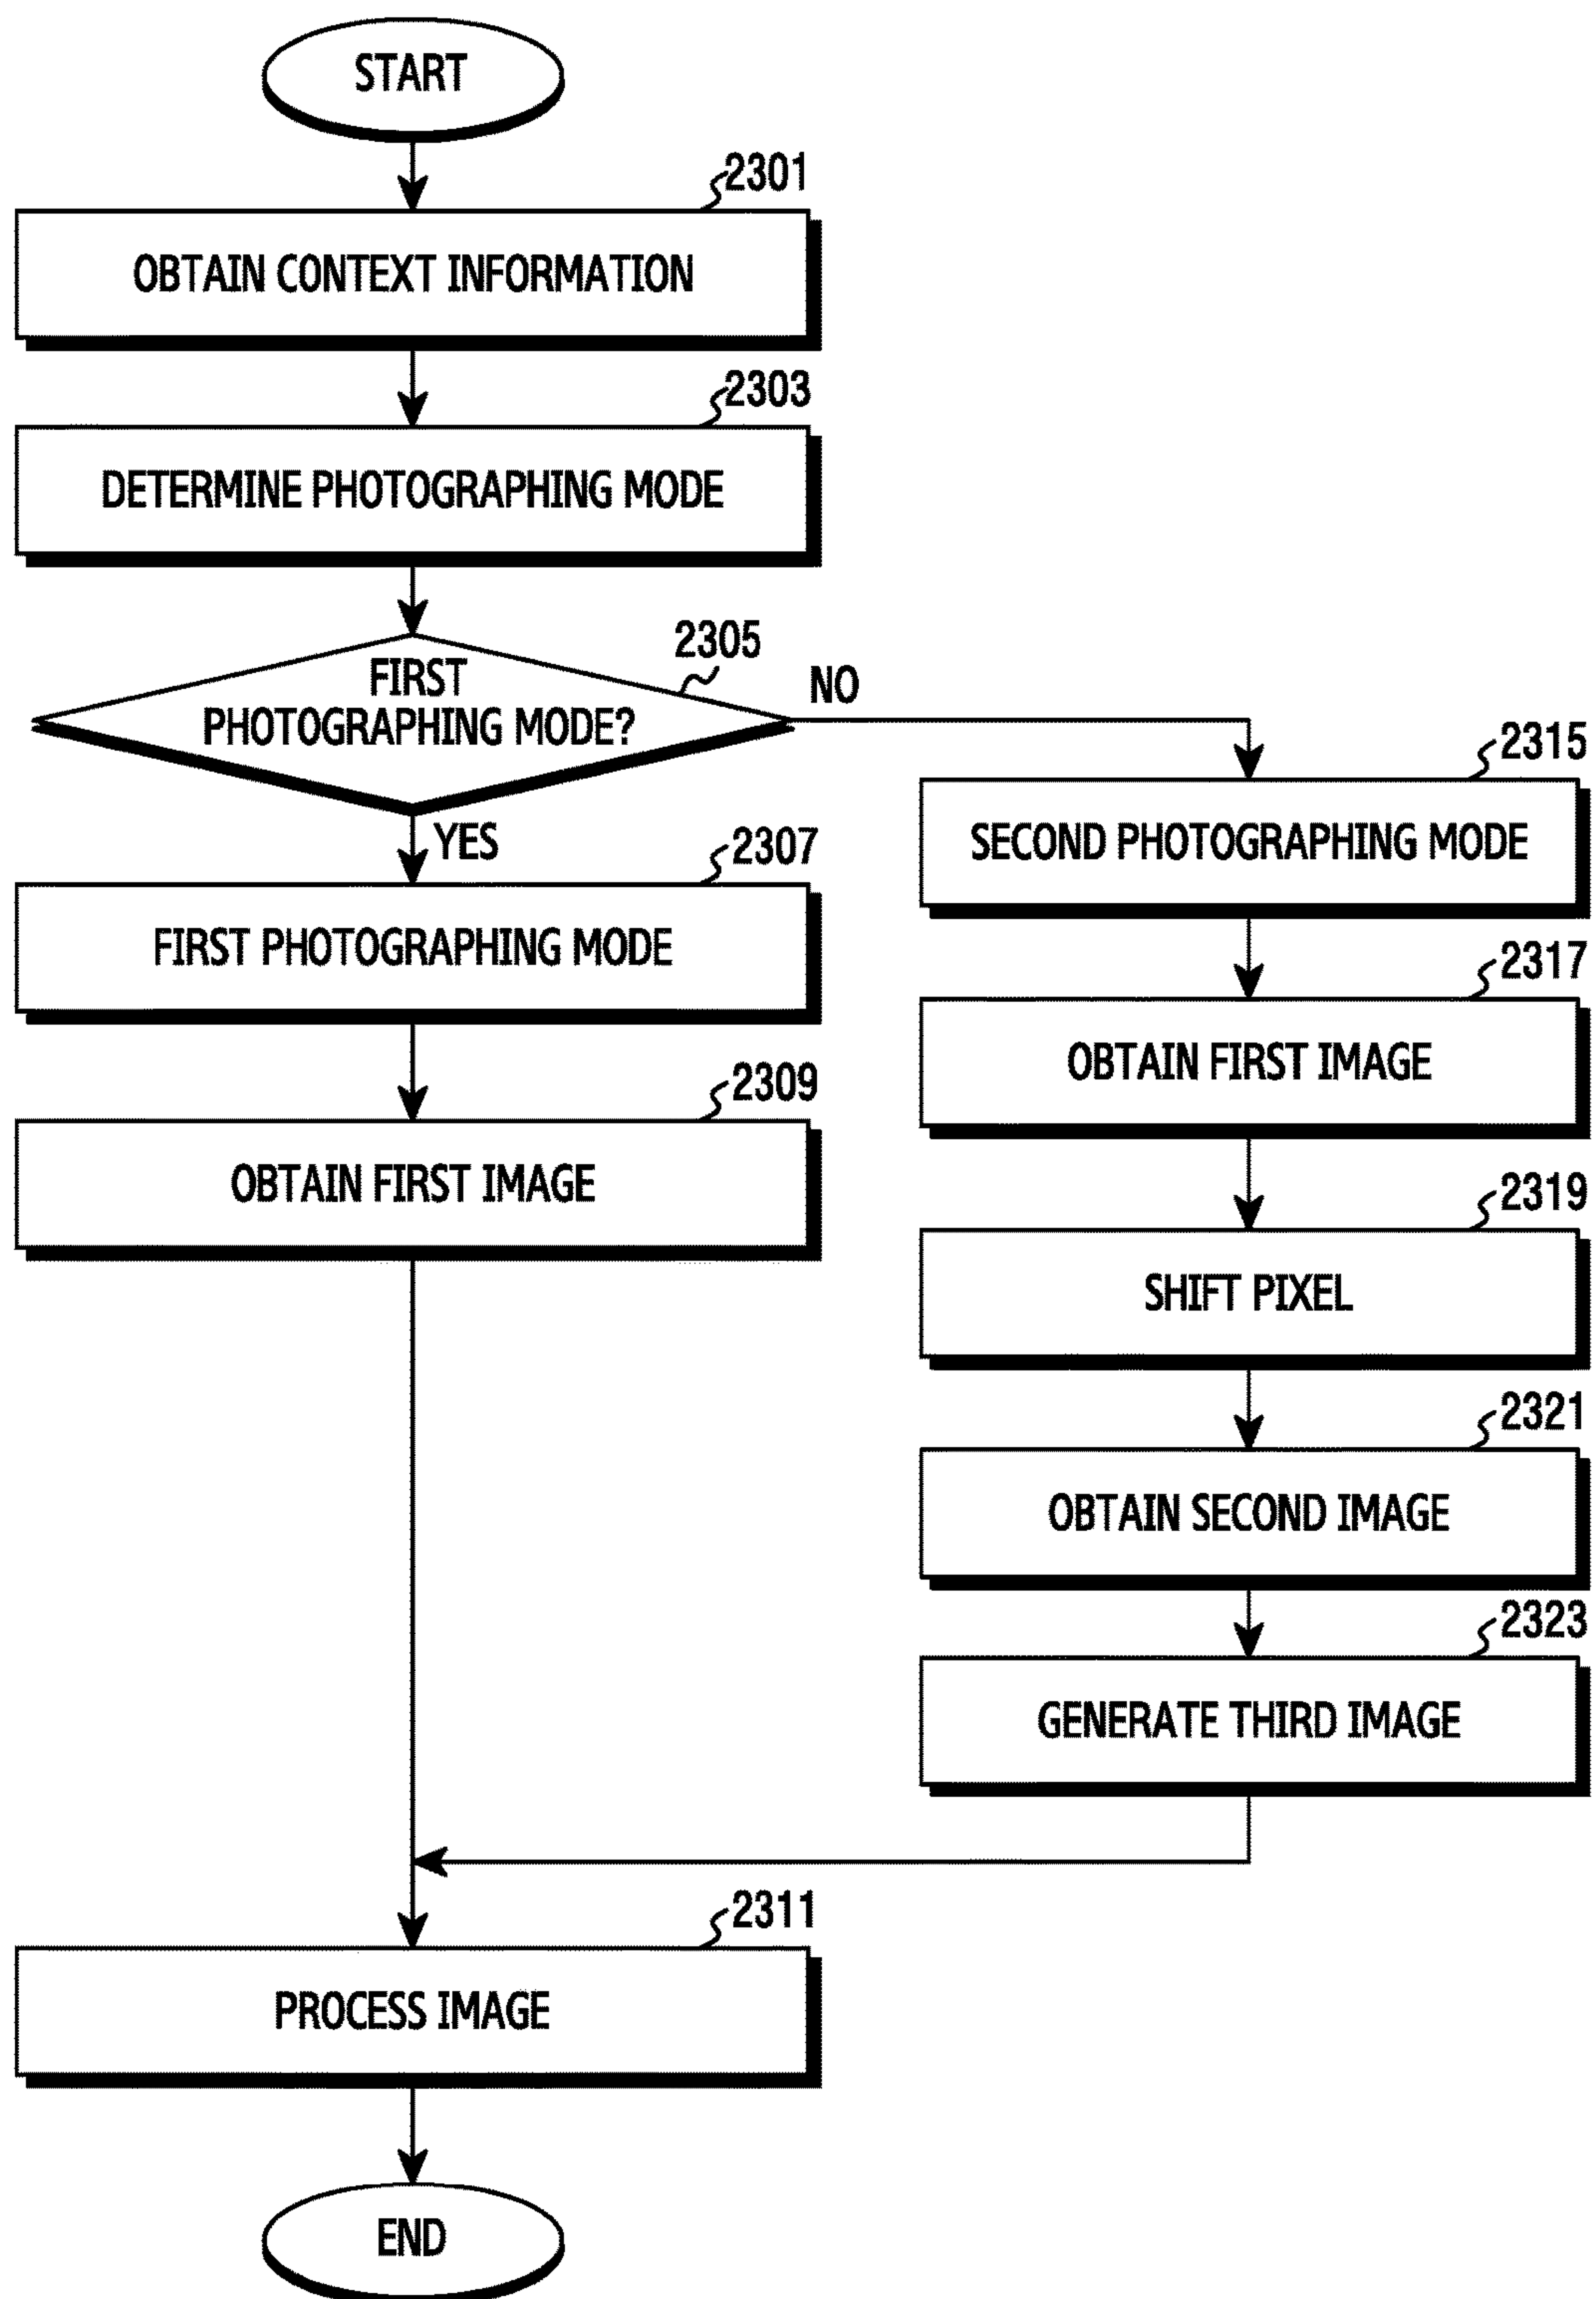 START
2301
OBTAIN CONTEXT INFORMATION
2303
DETERMINE PHOTOGRAPHING MODE
2305
FIRST
PHOTOGRAPHING MODE?
NO
YES
2307
FIRST PHOTOGRAPHING MODE
2309
OBTAIN FIRST IMAGE
2315
SECOND PHOTOGRAPHING MODE
2317
OBTAIN FIRST IMAGE
2319
SHIFT PIXEL
2321
OBTAIN SECOND IMAGE
2323
GENERATE THIRD IMAGE
2311
PROCESS IMAGE
END